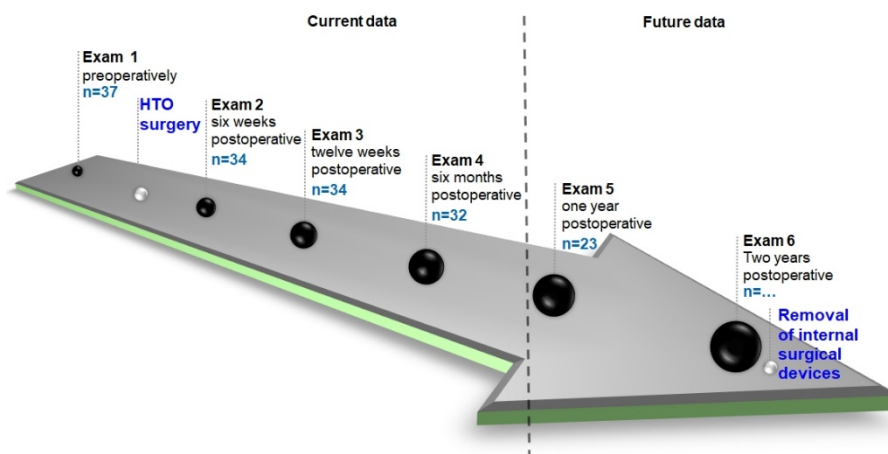 Current data
Future data
Exam 1
preoperatively
n=37
HTO
surgery
Exam 2
six weeks
postoperative
n=34
Exam 3
twelve weeks
postoperative
n=34
Exam 4
six months
postoperative
n=32
Exam 5
one year
postoperative
n=23
Exam 6
Two years
postoperative
n=...
Removal
of internal
surgical
devices